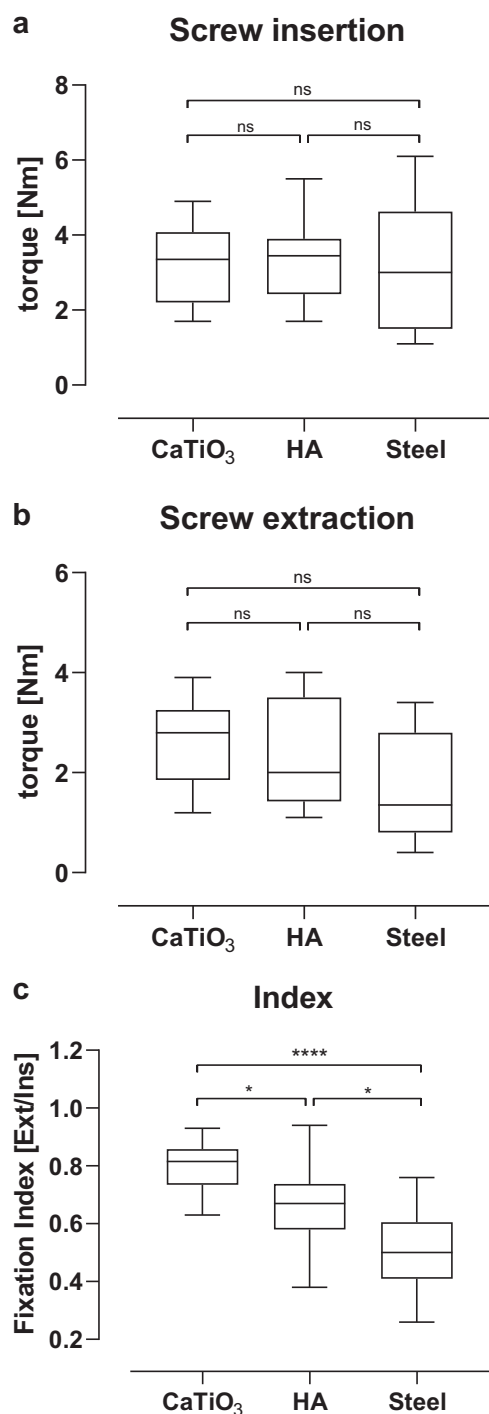 a Screw insertion
8
ns
ns ns
6
4
2
0
torque [Nm]
CaTiO₃ HA Steel
b Screw extraction
6
ns
ns ns
4
2
0
torque [Nm]
CaTiO₃ HA Steel
c Index
1.2
****
* *
1.0
0.8
0.6
0.4
0.2
Fixation Index [Ext/Ins]
CaTiO₃ HA Steel